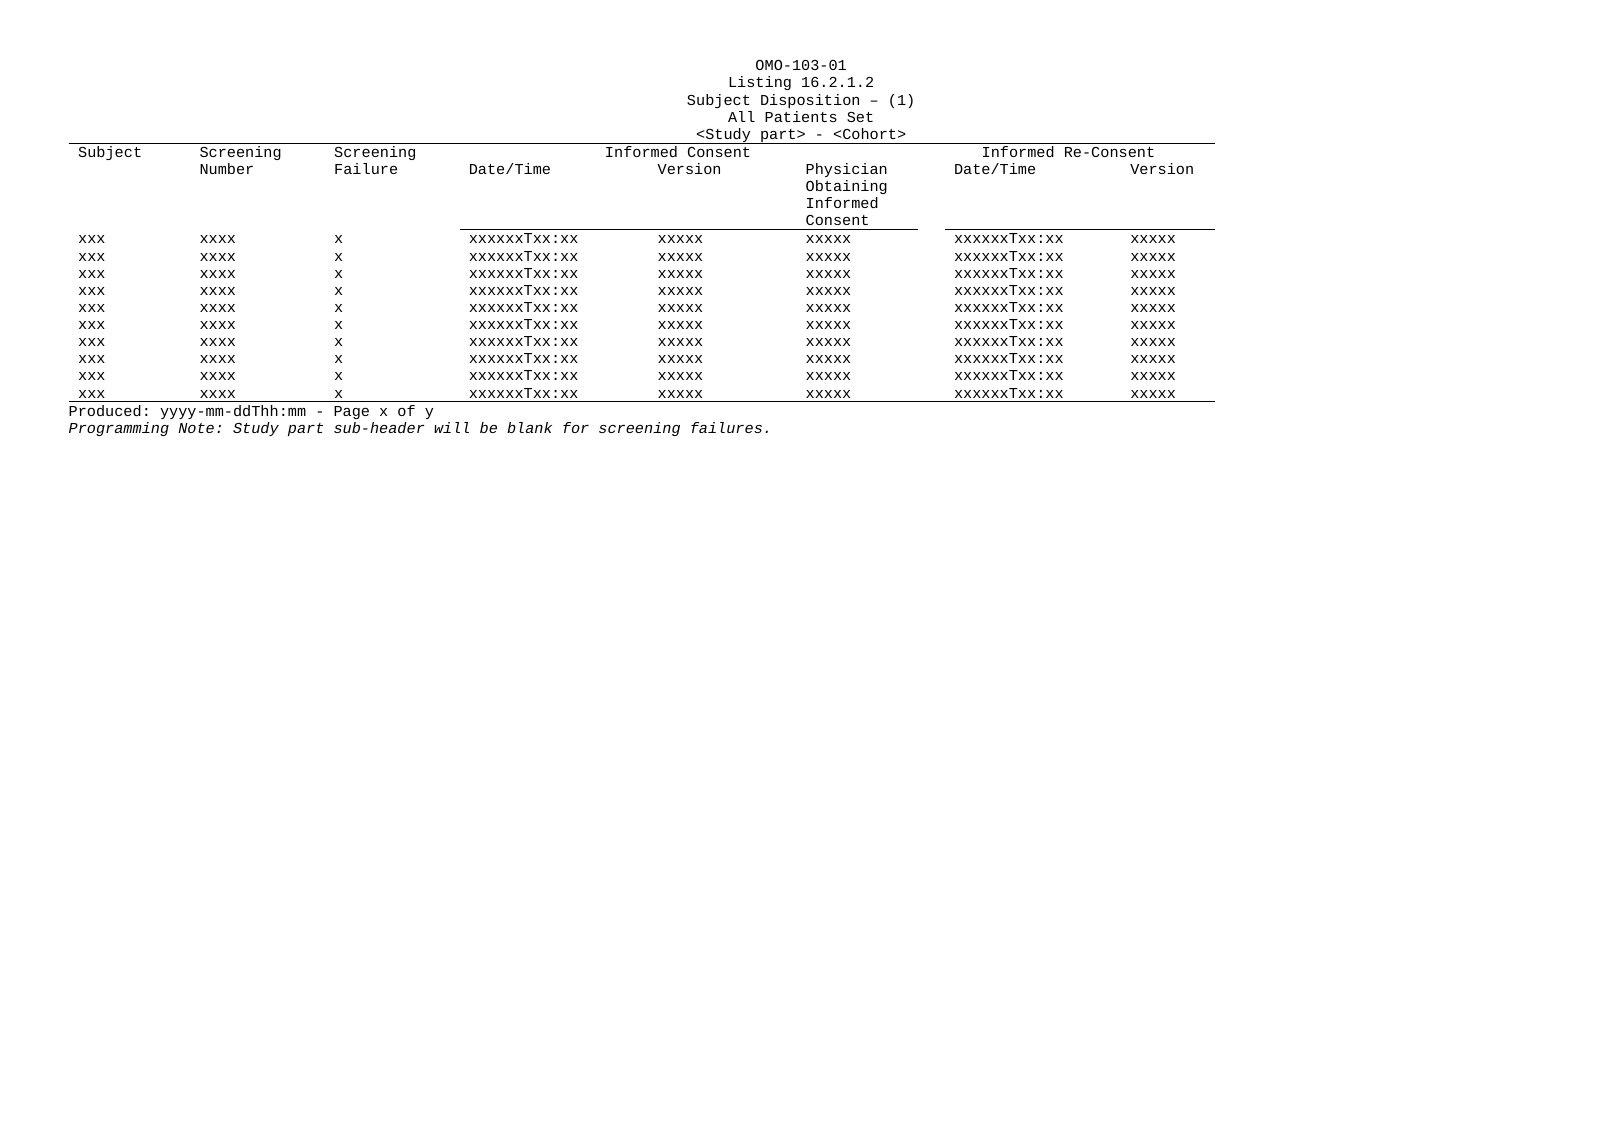 OMO-103-01
Listing 16.2.1.2
Subject Disposition – (1)
All Patients Set
<Study part> - <Cohort>
Subject Screening Screening Informed Consent Informed Re-Consent
Number Failure Date/Time Version Physician Date/Time Version
Obtaining
Informed
Consent
xxx xxxx x xxxxxxTxx:xx xxxxx xxxxx xxxxxxTxx:xx xxxxx
xxx xxxx x xxxxxxTxx:xx xxxxx xxxxx xxxxxxTxx:xx xxxxx
xxx xxxx x xxxxxxTxx:xx xxxxx xxxxx xxxxxxTxx:xx xxxxx
xxx xxxx x xxxxxxTxx:xx xxxxx xxxxx xxxxxxTxx:xx xxxxx
xxx xxxx x xxxxxxTxx:xx xxxxx xxxxx xxxxxxTxx:xx xxxxx
xxx xxxx x xxxxxxTxx:xx xxxxx xxxxx xxxxxxTxx:xx xxxxx
xxx xxxx x xxxxxxTxx:xx xxxxx xxxxx xxxxxxTxx:xx xxxxx
xxx xxxx x xxxxxxTxx:xx xxxxx xxxxx xxxxxxTxx:xx xxxxx
xxx xxxx x xxxxxxTxx:xx xxxxx xxxxx xxxxxxTxx:xx xxxxx
xxx xxxx x xxxxxxTxx:xx xxxxx xxxxx xxxxxxTxx:xx xxxxx
Produced: yyyy-mm-ddThh:mm - Page x of y
Programming Note: Study part sub-header will be blank for screening failures.